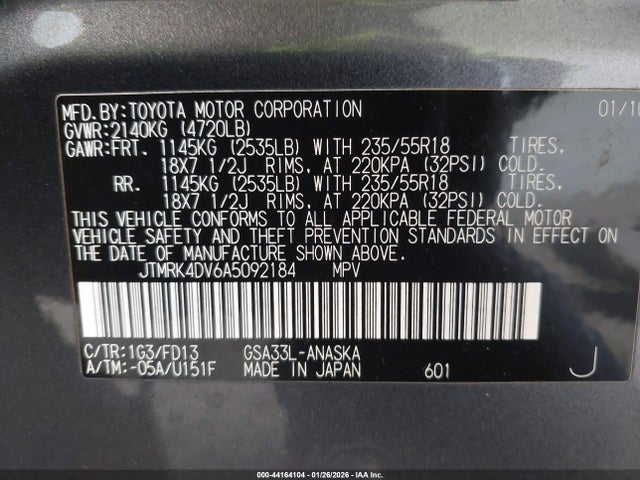 MFD.BY:TOYOTA MOTOR CORPORATION 01/10
GVWR:2140KG (4720LB)
GAWR:FRT. 1145KG (2535LB) WITH 235/55R18 TIRES,
18X7 1/2J RIMS, AT 220KPA (32PSI) COLD.
RR. 1145KG (2535LB) WITH 235/55R18 TIRES,
18X7 1/2J RIMS, AT 220KPA (32PSI) COLD.
THIS VEHICLE CONFORMS TO ALL APPLICABLE FEDERAL MOTOR
VEHICLE SAFETY AND THEFT PREVENTION STANDARDS IN EFFECT ON
THE DATE OF MANUFACTURE SHOWN ABOVE.
JTMRK4DV6A5092184 MPV
C/TR:1G3/FD13 GSA33L-ANASKA
A/TM:-05A/U151F MADE IN JAPAN 601 J
000-44164104 | 01/26/2026 | IAA Inc.